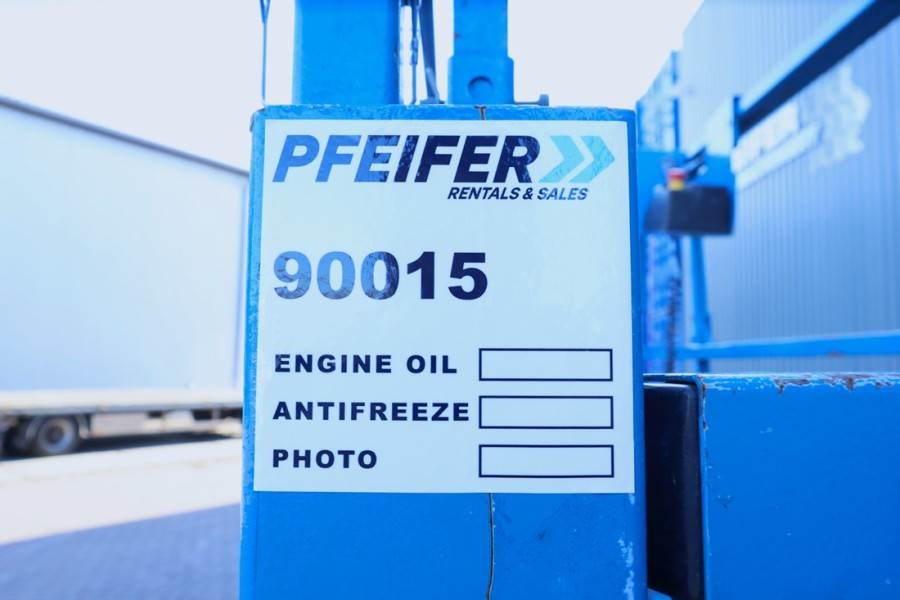 PFEIFER
RENTALS & SALES
90015
ENGINE OIL
ANTIFREEZE
PHOTO